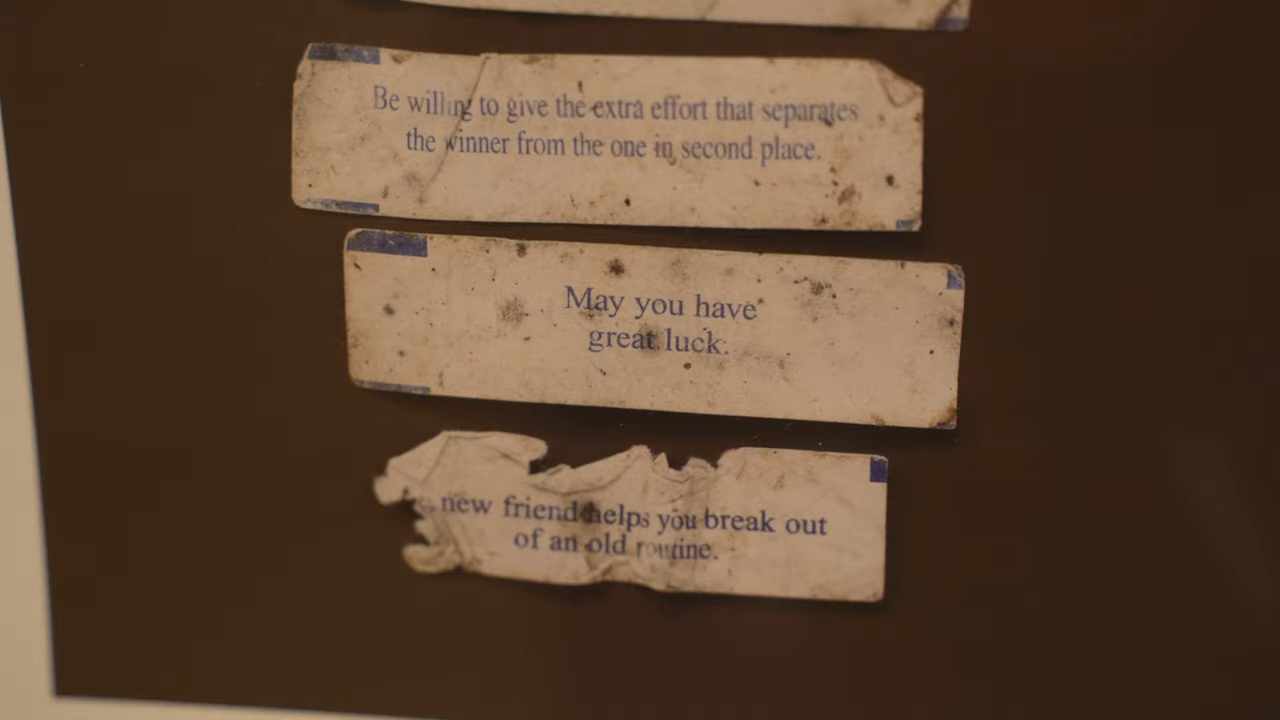 Be willing to give the extra effort that separates
the winner from the one in second place.
May you have
great luck.
new friend helps you break out
of an old routine.